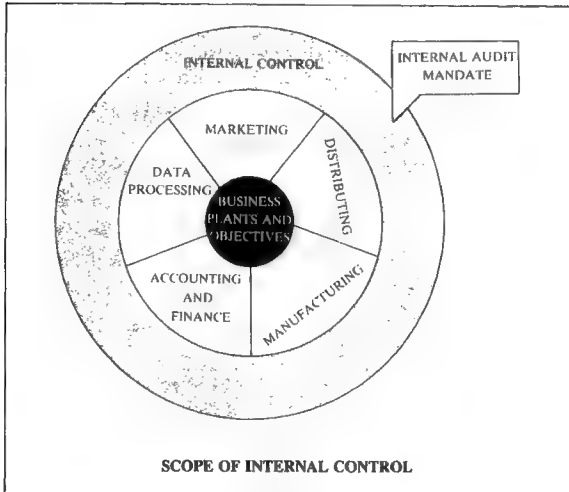 INTERNAL CONTROL
INTERNAL AUDIT
MANDATE
MARKETING
DISTRIBUTING
DATA
PROCESSING
BUSINESS
PLANTS AND
OBJECTIVES
ACCOUNTING
AND
FINANCE
MANUFACTURING
SCOPE OF INTERNAL CONTROL